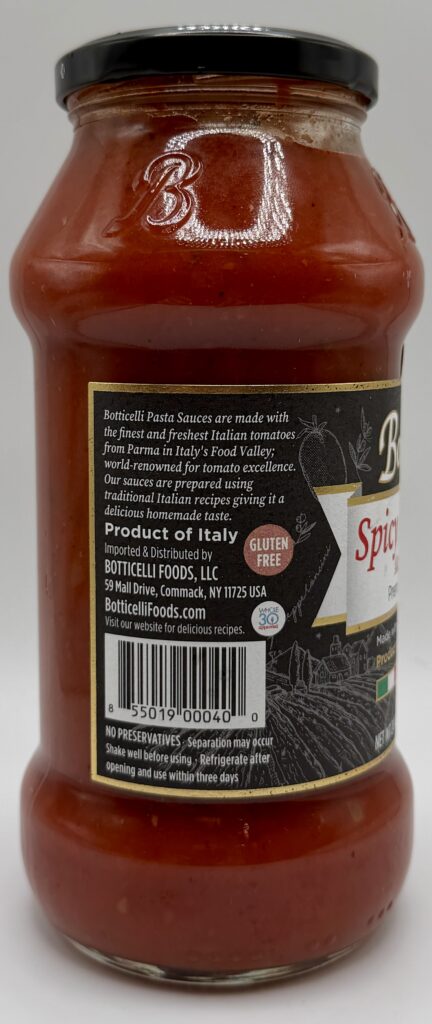 B
Botticelli Pasta Sauces are made with
the finest and freshest Italian tomatoes
from Parma in Italy's Food Valley;
world-renowned for tomato excellence.
Our sauces are prepared using
traditional Italian recipes giving it a
delicious homemade taste.
Product of Italy
Imported & Distributed by
BOTTICELLI FOODS, LLC
59 Mall Drive, Commack, NY 11725 USA
BotticelliFoods.com
Visit our website for delicious recipes.
GLUTEN
FREE
WHOLE
30
APPROVED
8 55019 00040 0
NO PRESERVATIVES · Separation may occur
Shake well before using · Refrigerate after
opening and use within three days
Spicy
Made
NET